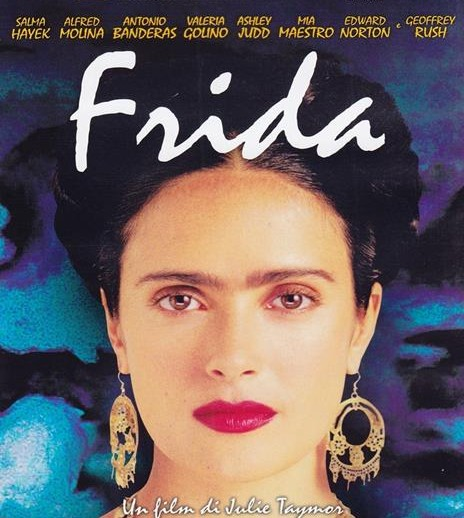 SALMA ALFRED ANTONIO VALERIA ASHLEY MIA EDWARD GEOFFREY
HAYEK MOLINA BANDERAS GOLINO JUDD MAESTRO NORTON e RUSH
Frida
Un film di Julie Taymor